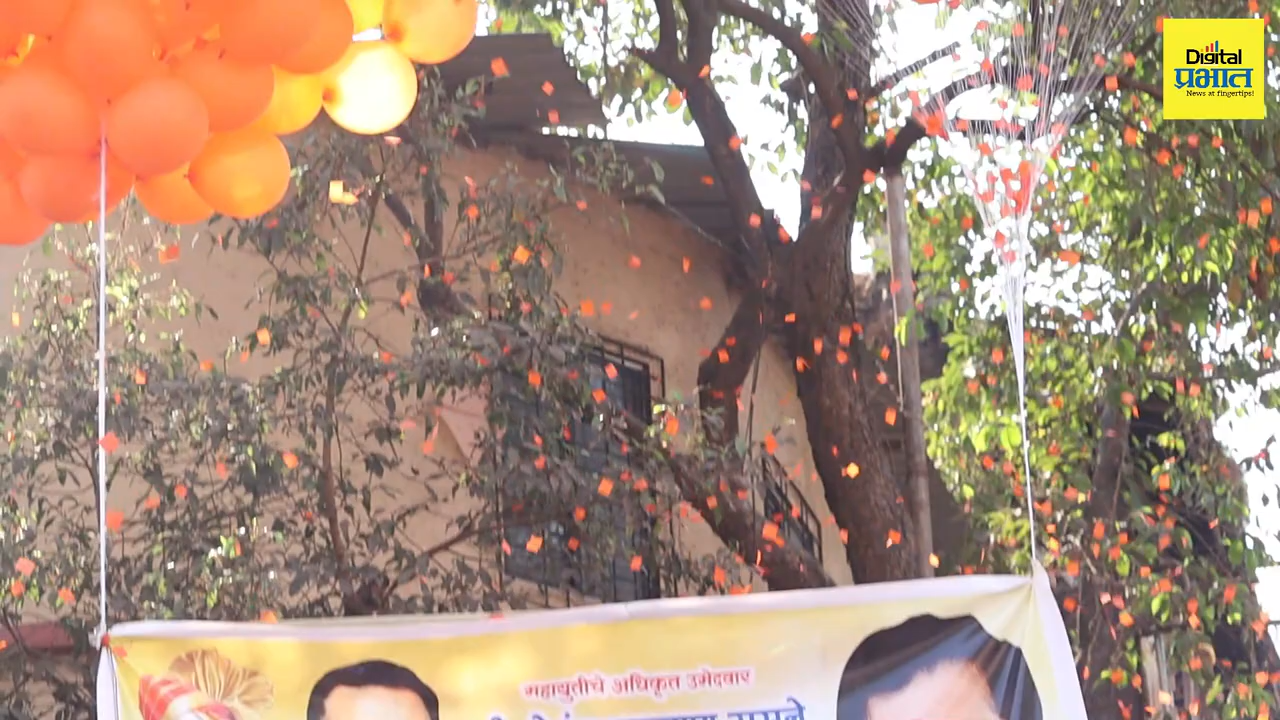 Digital
प्रभात
News at fingertips!
महायुतीचे अधिकृत उमेदवार